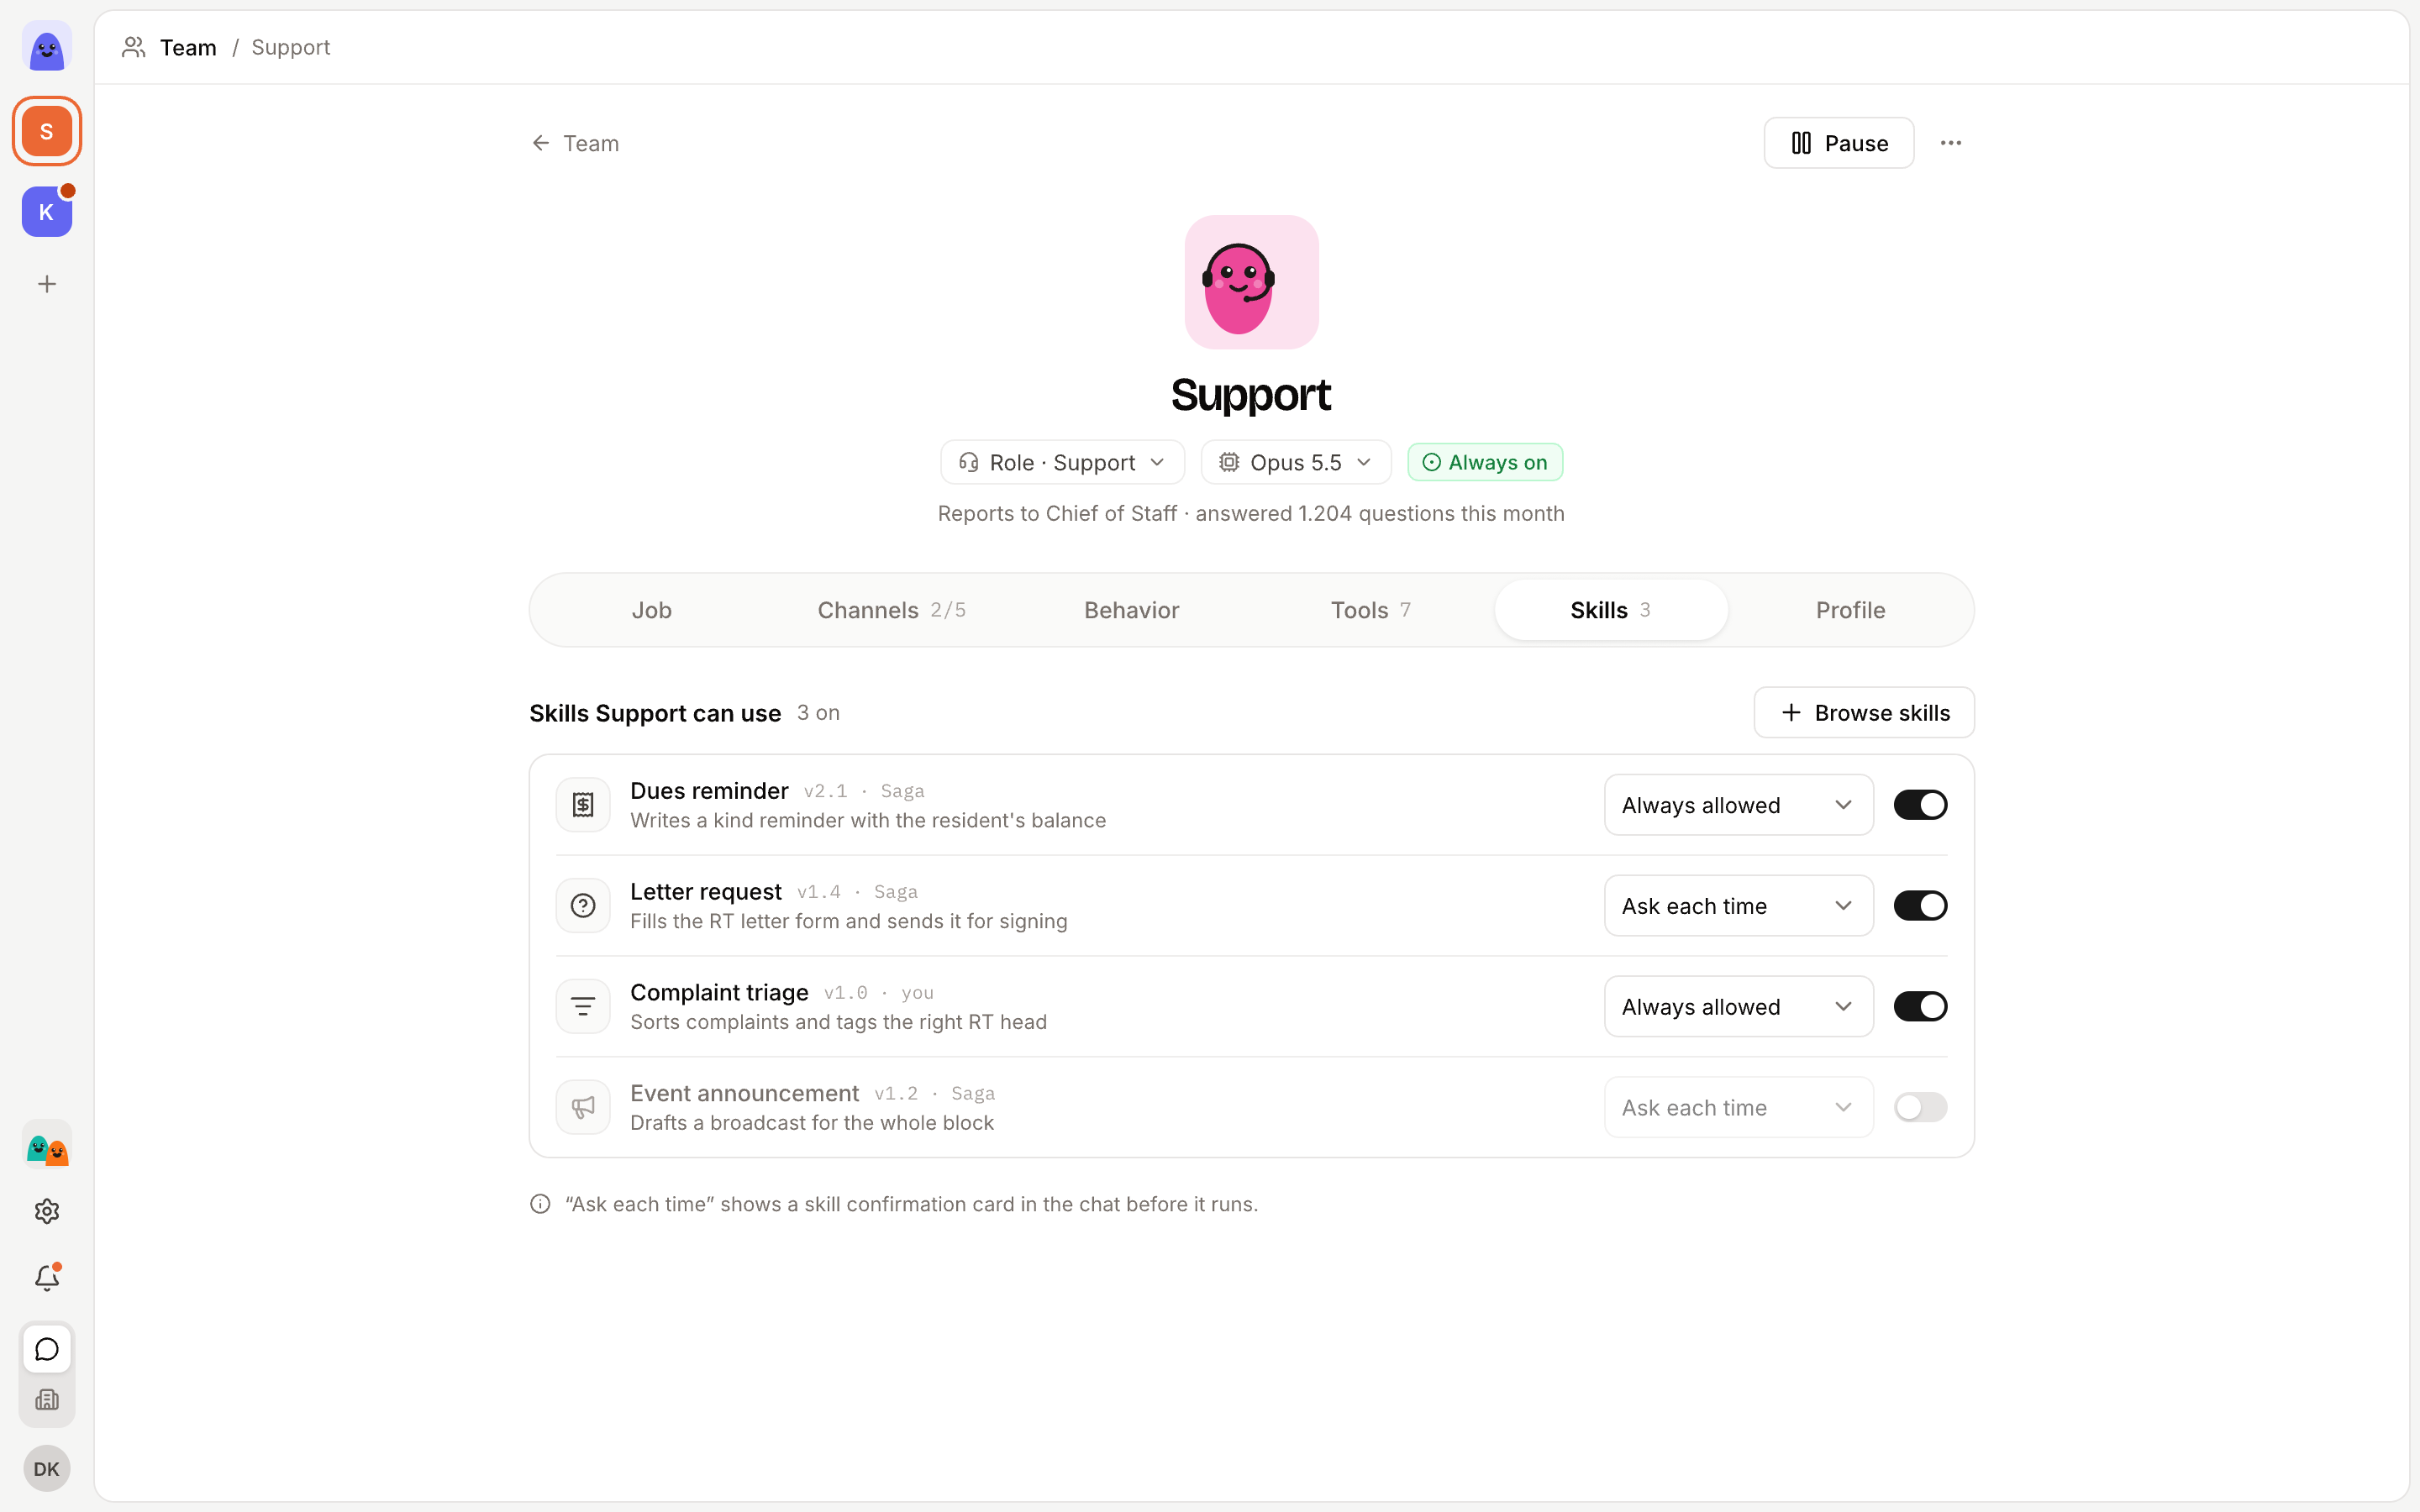 Team / Support
S
K
Team
Pause
Support
Role · Support
Opus 5.5
Always on
Reports to Chief of Staff · answered 1.204 questions this month
Job
Channels 2/5
Behavior
Tools 7
Skills 3
Profile
Skills Support can use 3 on
Browse skills
Dues reminder v2.1 · Saga
Writes a kind reminder with the resident's balance
Always allowed
Letter request v1.4 · Saga
Fills the RT letter form and sends it for signing
Ask each time
Complaint triage v1.0 · you
Sorts complaints and tags the right RT head
Always allowed
Event announcement v1.2 · Saga
Drafts a broadcast for the whole block
Ask each time
“Ask each time” shows a skill confirmation card in the chat before it runs.
DK